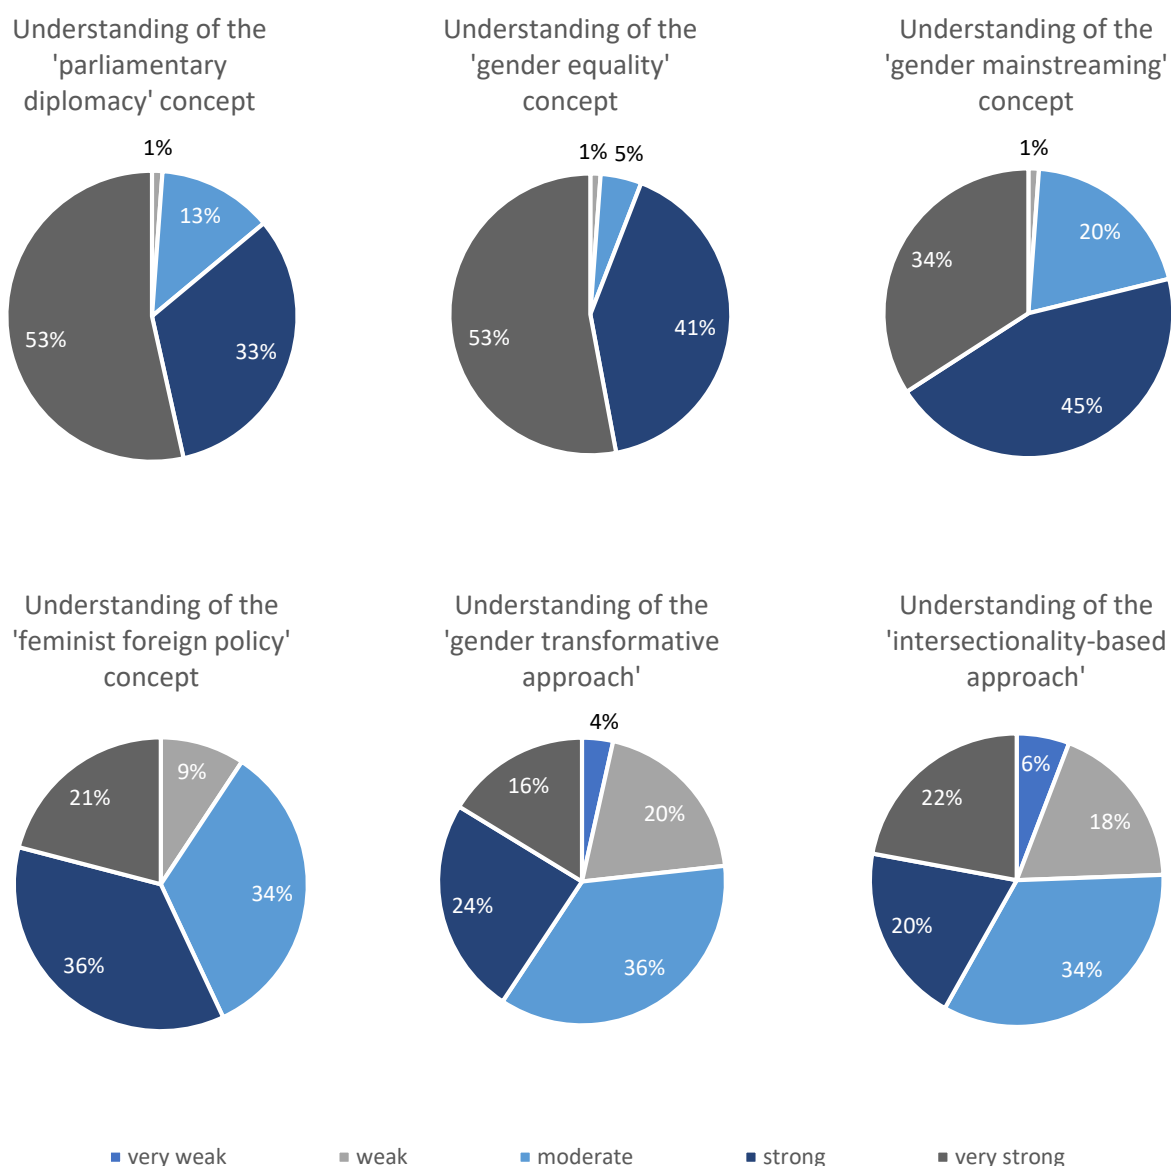 Understanding of the
'parliamentary
diplomacy' concept
Understanding of the
'gender equality'
concept
Understanding of the
'gender mainstreaming'
concept
1%
13%
33%
53%
1%
5%
41%
53%
1%
20%
45%
34%
Understanding of the
'feminist foreign policy'
concept
Understanding of the
'gender transformative
approach'
Understanding of the
'intersectionality-based
approach'
9%
34%
36%
21%
4%
20%
36%
24%
16%
6%
18%
34%
20%
22%
very weak
weak
moderate
strong
very strong